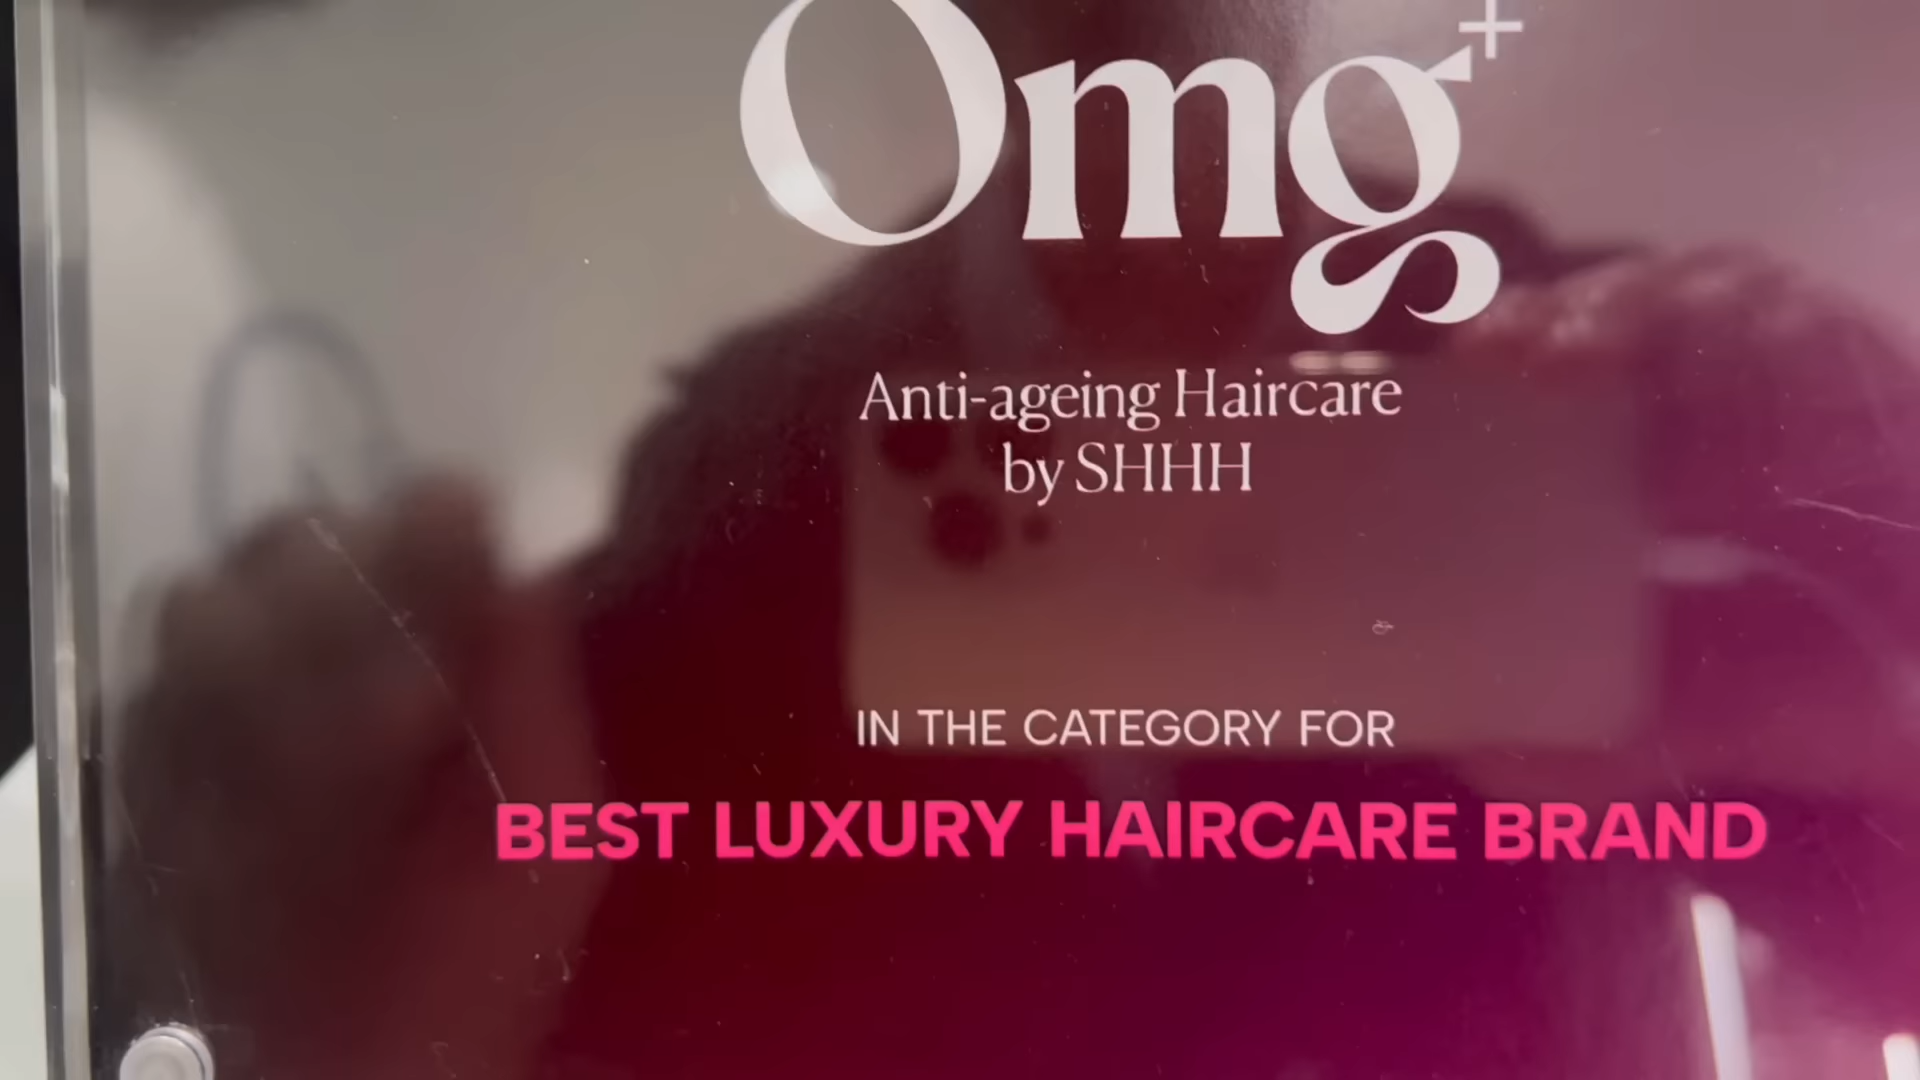 Omg+
Anti-ageing Haircare
by SHHH
IN THE CATEGORY FOR
BEST LUXURY HAIRCARE BRAND